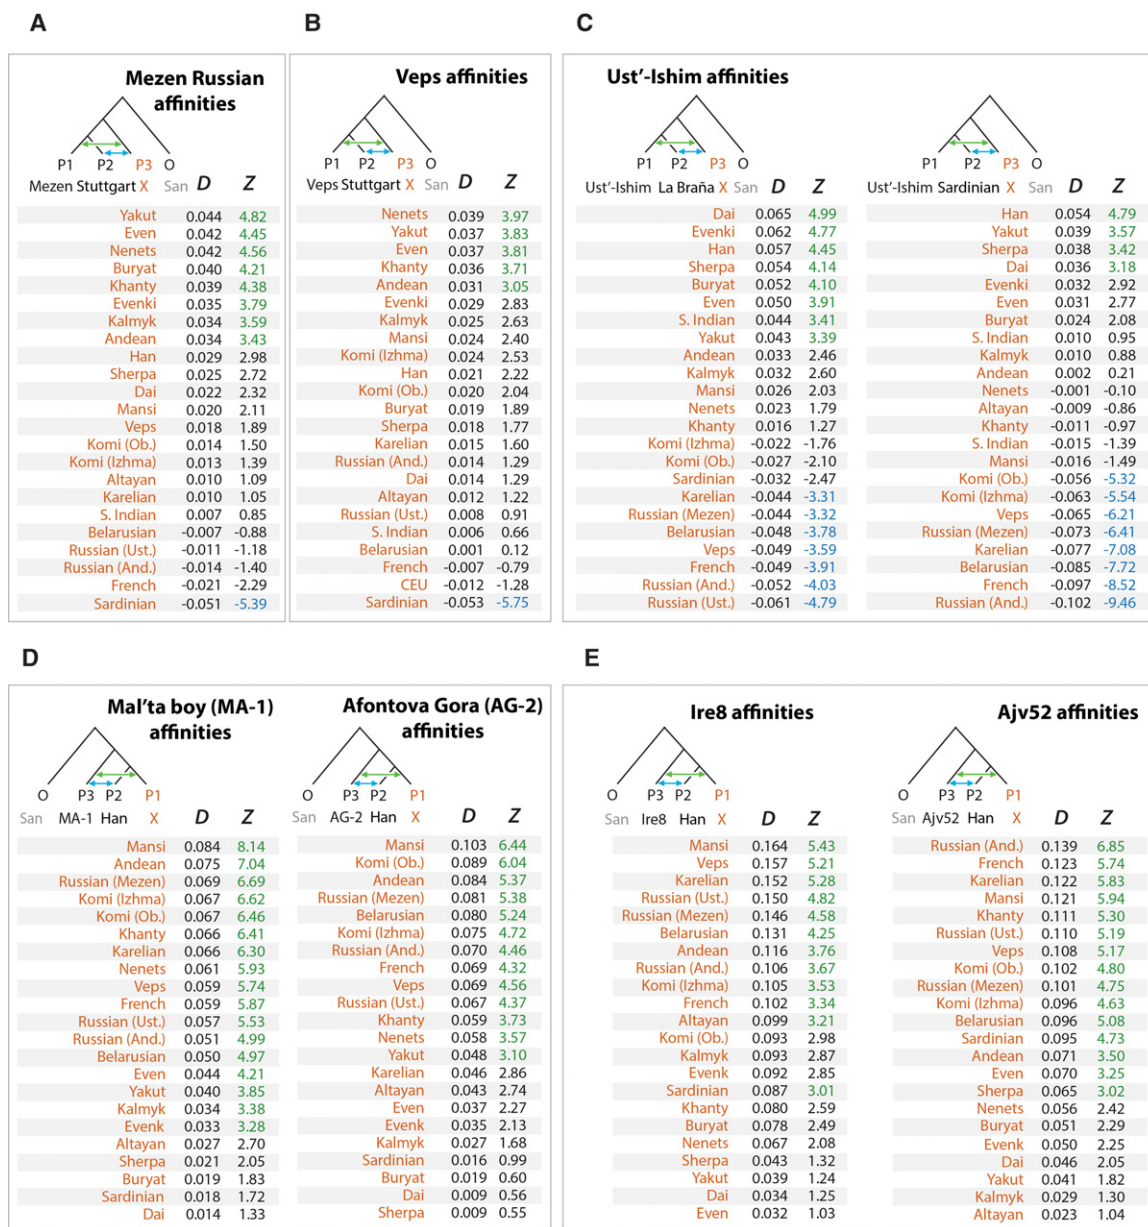 A
Mezen Russian
affinities
P1 P2 P3 O
Mezen Stuttgart X San D Z
Yakut 0.044 4.82
Even 0.042 4.45
Nenets 0.042 4.56
Buryat 0.040 4.21
Khanty 0.039 4.38
Evenki 0.035 3.79
Kalmyk 0.034 3.59
Andean 0.034 3.43
Han 0.029 2.98
Sherpa 0.025 2.72
Dai 0.022 2.32
Mansi 0.020 2.11
Veps 0.018 1.89
Komi (Ob.) 0.014 1.50
Komi (Izhma) 0.013 1.39
Altayan 0.010 1.09
Karelian 0.010 1.05
S. Indian 0.007 0.85
Belarusian -0.007 -0.88
Russian (Ust.) -0.011 -1.18
Russian (And.) -0.014 -1.40
French -0.021 -2.29
Sardinian -0.051 -5.39
B
Veps affinities
P1 P2 P3 O
Veps Stuttgart X San D Z
Nenets 0.039 3.97
Yakut 0.037 3.83
Even 0.037 3.81
Khanty 0.036 3.71
Andean 0.031 3.05
Evenki 0.029 2.83
Kalmyk 0.025 2.63
Mansi 0.024 2.40
Komi (Izhma) 0.024 2.53
Han 0.021 2.22
Komi (Ob.) 0.020 2.04
Buryat 0.019 1.89
Sherpa 0.018 1.77
Karelian 0.015 1.60
Russian (And.) 0.014 1.29
Dai 0.014 1.29
Altayan 0.012 1.22
Russian (Ust.) 0.008 0.91
S. Indian 0.006 0.66
Belarusian 0.001 0.12
French -0.007 -0.79
CEU -0.012 -1.28
Sardinian -0.053 -5.75
C
Ust'-Ishim affinities
P1 P2 P3 O
Ust'-Ishim La Braña X San D Z
Dai 0.065 4.99
Evenki 0.062 4.77
Han 0.057 4.45
Sherpa 0.054 4.14
Buryat 0.052 4.10
Even 0.050 3.91
S. Indian 0.044 3.41
Yakut 0.043 3.39
Andean 0.033 2.46
Kalmyk 0.032 2.60
Mansi 0.026 2.03
Nenets 0.023 1.79
Khanty 0.016 1.27
Komi (Izhma) -0.022 -1.76
Komi (Ob.) -0.027 -2.10
Sardinian -0.032 -2.47
Karelian -0.044 -3.31
Russian (Mezen) -0.044 -3.32
Belarusian -0.048 -3.78
Veps -0.049 -3.59
French -0.049 -3.91
Russian (And.) -0.052 -4.03
Russian (Ust.) -0.061 -4.79
P1 P2 P3 O
Ust'-Ishim Sardinian X San D Z
Han 0.054 4.79
Yakut 0.039 3.57
Sherpa 0.038 3.42
Dai 0.036 3.18
Evenki 0.032 2.92
Even 0.031 2.77
Buryat 0.024 2.08
S. Indian 0.010 0.95
Kalmyk 0.010 0.88
Andean 0.002 0.21
Nenets -0.001 -0.10
Altayan -0.009 -0.86
Khanty -0.011 -0.97
S. Indian -0.015 -1.39
Mansi -0.016 -1.49
Komi (Ob.) -0.056 -5.32
Komi (Izhma) -0.063 -5.54
Veps -0.065 -6.21
Russian (Mezen) -0.073 -6.41
Karelian -0.077 -7.08
Belarusian -0.085 -7.72
French -0.097 -8.52
Russian (And.) -0.102 -9.46
D
Mal'ta boy (MA-1)
affinities
O P3 P2 P1
San MA-1 Han X D Z
Mansi 0.084 8.14
Andean 0.075 7.04
Russian (Mezen) 0.069 6.69
Komi (Izhma) 0.067 6.62
Komi (Ob.) 0.067 6.46
Khanty 0.066 6.41
Karelian 0.066 6.30
Nenets 0.061 5.93
Veps 0.059 5.74
French 0.059 5.87
Russian (Ust.) 0.057 5.53
Russian (And.) 0.051 4.99
Belarusian 0.050 4.97
Even 0.044 4.21
Yakut 0.040 3.85
Kalmyk 0.034 3.38
Evenk 0.033 3.28
Altayan 0.027 2.70
Sherpa 0.021 2.05
Buryat 0.019 1.83
Sardinian 0.018 1.72
Dai 0.014 1.33
Afontova Gora (AG-2)
affinities
O P3 P2 P1
San AG-2 Han X D Z
Mansi 0.103 6.44
Komi (Ob.) 0.089 6.04
Andean 0.084 5.37
Russian (Mezen) 0.081 5.38
Belarusian 0.080 5.24
Komi (Izhma) 0.075 4.72
Russian (And.) 0.070 4.46
French 0.069 4.32
Veps 0.069 4.56
Russian (Ust.) 0.067 4.37
Khanty 0.059 3.73
Nenets 0.058 3.57
Yakut 0.048 3.10
Karelian 0.046 2.86
Altayan 0.043 2.74
Even 0.037 2.27
Evenk 0.035 2.13
Kalmyk 0.027 1.68
Sardinian 0.016 0.99
Buryat 0.019 0.60
Dai 0.009 0.56
Sherpa 0.009 0.55
E
Ire8 affinities
O P3 P2 P1
San Ire8 Han X D Z
Mansi 0.164 5.43
Veps 0.157 5.21
Karelian 0.152 5.28
Russian (Ust.) 0.150 4.82
Russian (Mezen) 0.146 4.58
Belarusian 0.131 4.25
Andean 0.116 3.76
Russian (And.) 0.106 3.67
Komi (Izhma) 0.105 3.53
French 0.102 3.34
Altayan 0.099 3.21
Komi (Ob.) 0.093 2.98
Kalmyk 0.093 2.87
Evenk 0.092 2.85
Sardinian 0.087 3.01
Khanty 0.080 2.59
Buryat 0.078 2.49
Nenets 0.067 2.08
Sherpa 0.043 1.32
Yakut 0.039 1.24
Dai 0.034 1.25
Even 0.032 1.03
Ajv52 affinities
O P3 P2 P1
San Ajv52 Han X D Z
Russian (And.) 0.139 6.85
French 0.123 5.74
Karelian 0.122 5.83
Mansi 0.121 5.94
Khanty 0.111 5.30
Russian (Ust.) 0.110 5.19
Veps 0.108 5.17
Komi (Ob.) 0.102 4.80
Russian (Mezen) 0.101 4.75
Komi (Izhma) 0.096 4.63
Belarusian 0.096 5.08
Sardinian 0.095 4.73
Andean 0.071 3.50
Even 0.070 3.25
Sherpa 0.065 3.02
Nenets 0.056 2.42
Buryat 0.051 2.29
Evenk 0.050 2.25
Dai 0.046 2.05
Yakut 0.041 1.82
Kalmyk 0.029 1.30
Altayan 0.023 1.04